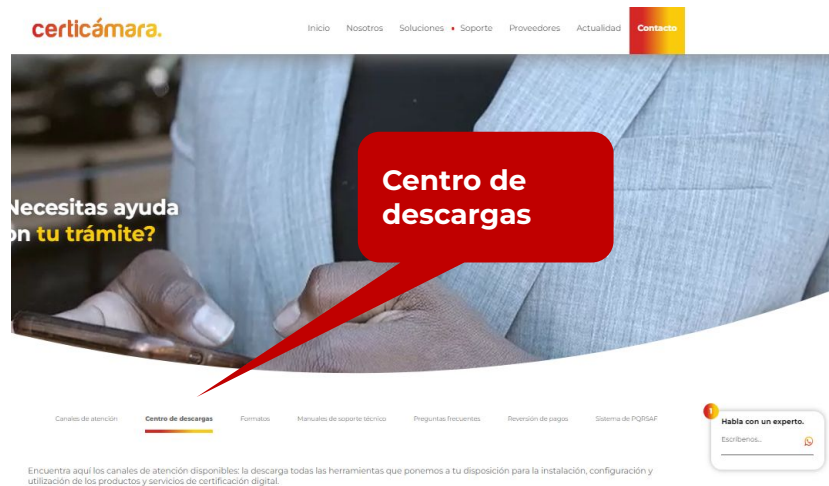 certicámara.
Inicio Nosotros Soluciones Soporte Proveedores Actualidad Contacto
Centro de
descargas
Necesitas ayuda
on tu trámite?
Canales de atención Centro de descargas Formatos Manuales de soporte técnico Preguntas frecuentes Reversión de pagos Sistema de PQRSAF
1
Habla con un experto.
Escríbenos...
Encuentra aquí los canales de atención disponibles: la descarga todas las herramientas que ponemos a tu disposición para la instalación, configuración y
utilización de los productos y servicios de certificación digital.